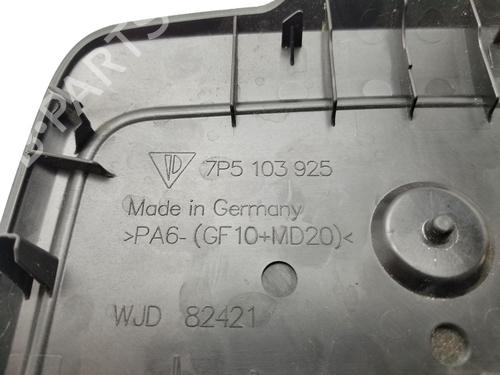 7P5 103 925
Made in Germany
>PA6-(GF10+MD20)<
WJD 82421